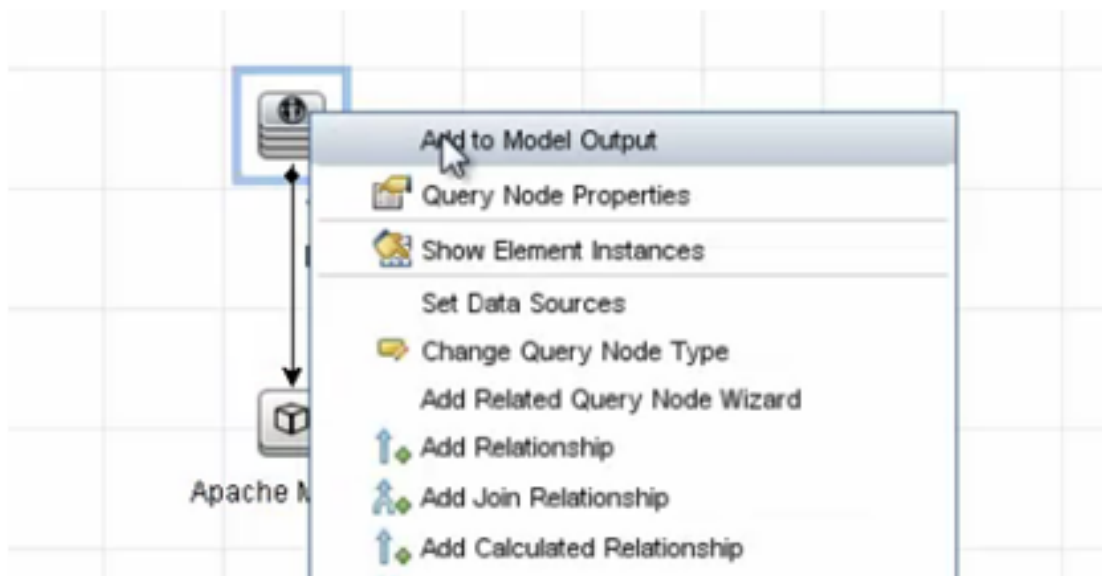 Add to Model Output
Query Node Properties
Show Element Instances
Set Data Sources
Change Query Node Type
Add Related Query Node Wizard
Add Relationship
Apache
Add Join Relationship
Add Calculated Relationship